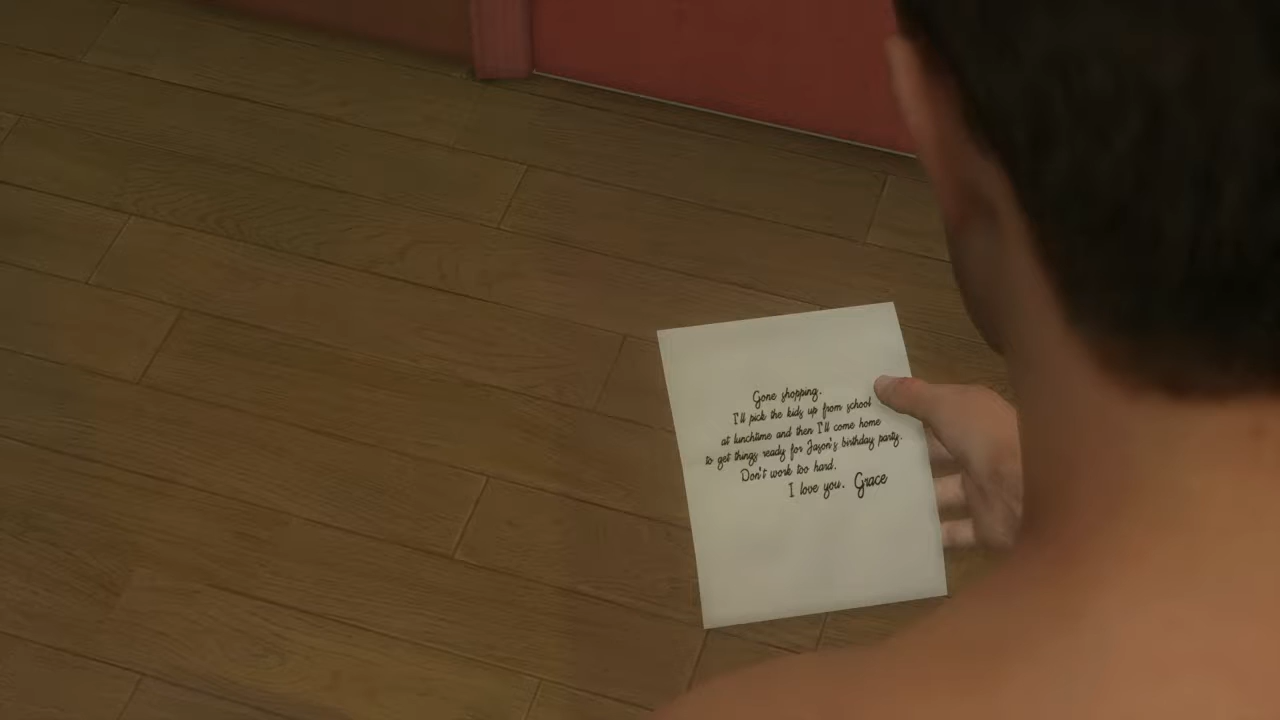 Gone shopping.
I'll pick the kids up from school
at lunchtime and then I'll come home
to get things ready for Jason's birthday party.
Don't work too hard.
I love you. Grace